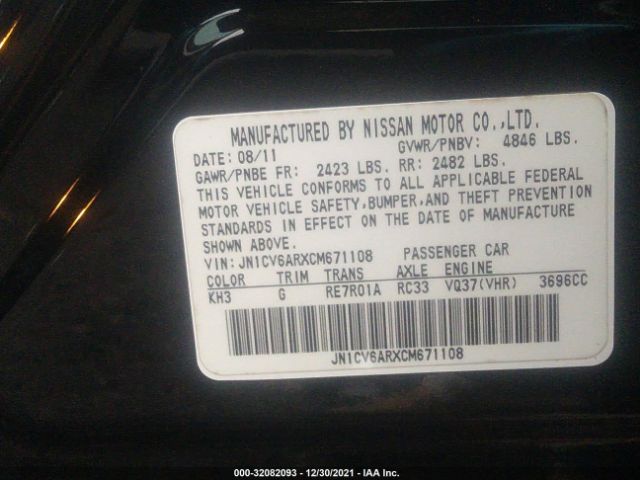 MANUFACTURED BY NISSAN MOTOR CO.,LTD.
DATE: 08/11 GVWR/PNBV: 4846 LBS.
GAWR/PNBE FR: 2423 LBS. RR: 2482 LBS.
THIS VEHICLE CONFORMS TO ALL APPLICABLE FEDERAL
MOTOR VEHICLE SAFETY,BUMPER,AND THEFT PREVENTION
STANDARDS IN EFFECT ON THE DATE OF MANUFACTURE
SHOWN ABOVE.
VIN: JN1CV6ARXCM671108 PASSENGER CAR
COLOR TRIM TRANS AXLE ENGINE
KH3 G RE7R01A RC33 VQ37(VHR) 3696CC
JN1CV6ARXCM671108
000-32082093 - 12/30/2021 - IAA Inc.